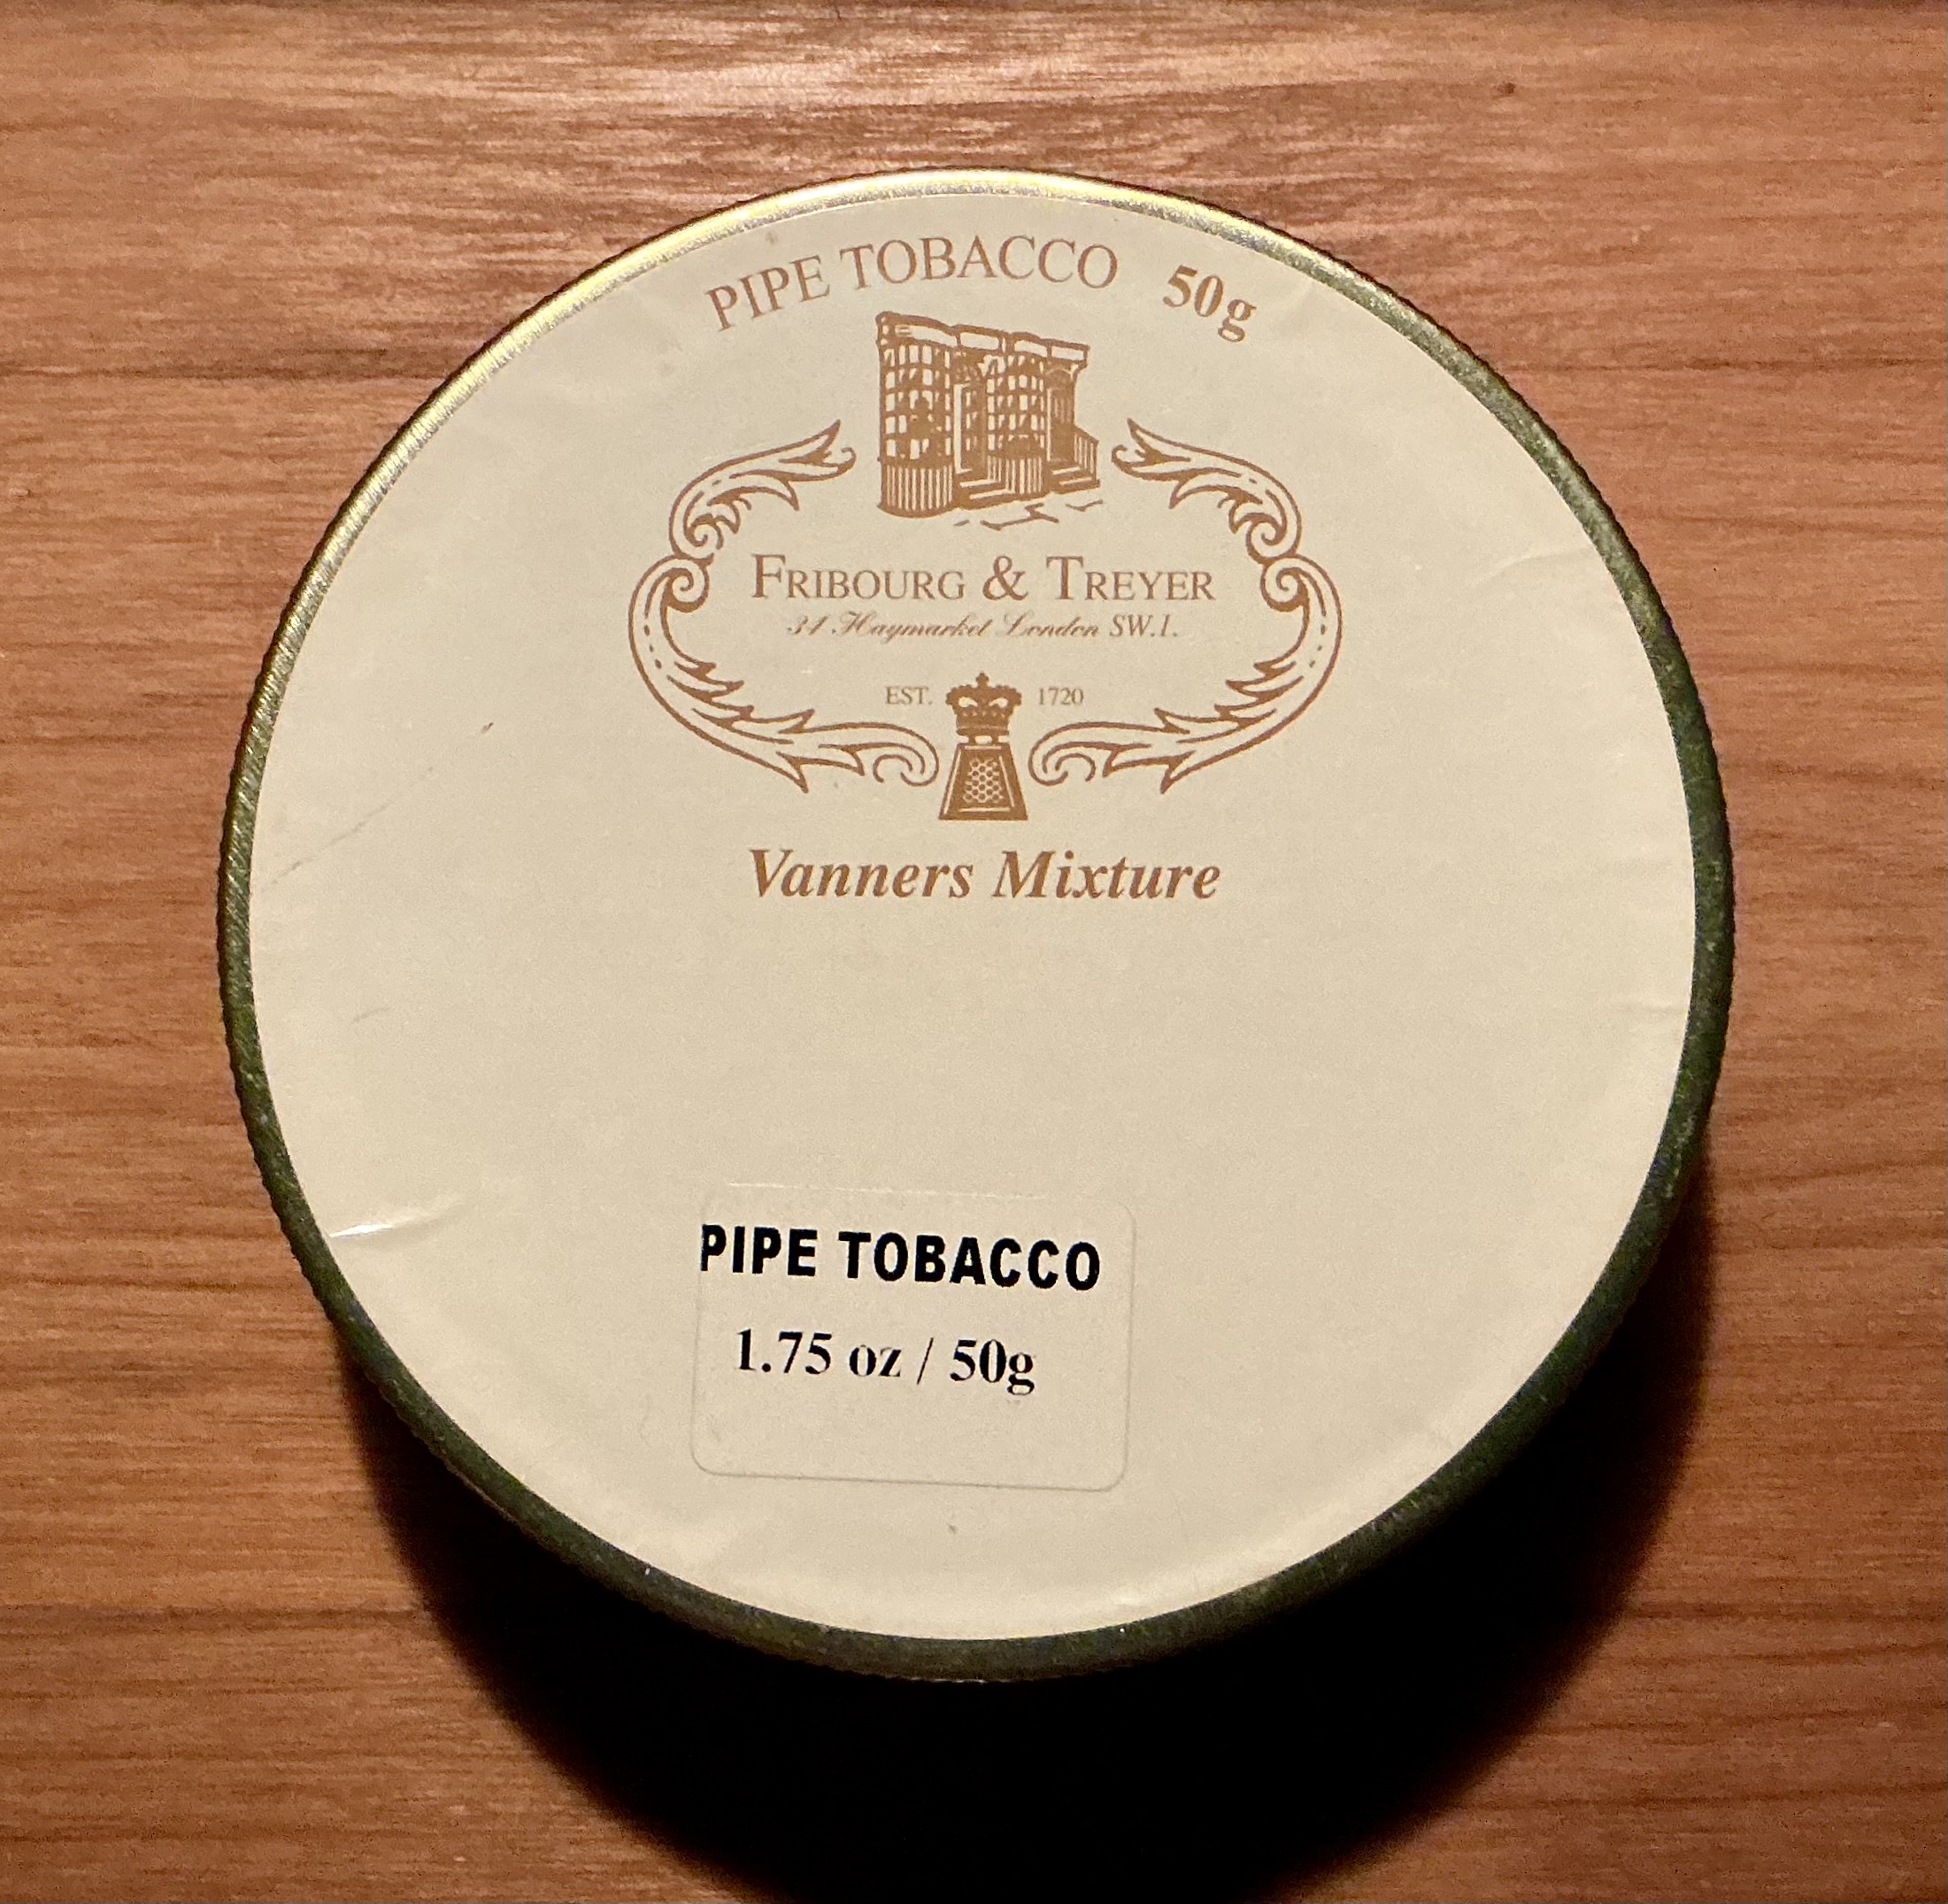 PIPE TOBACCO 50g
FRIBOURG & TREYER
34 Haymarket London SW.1.
EST. 1720
Vanners Mixture
PIPE TOBACCO
1.75 oz / 50g